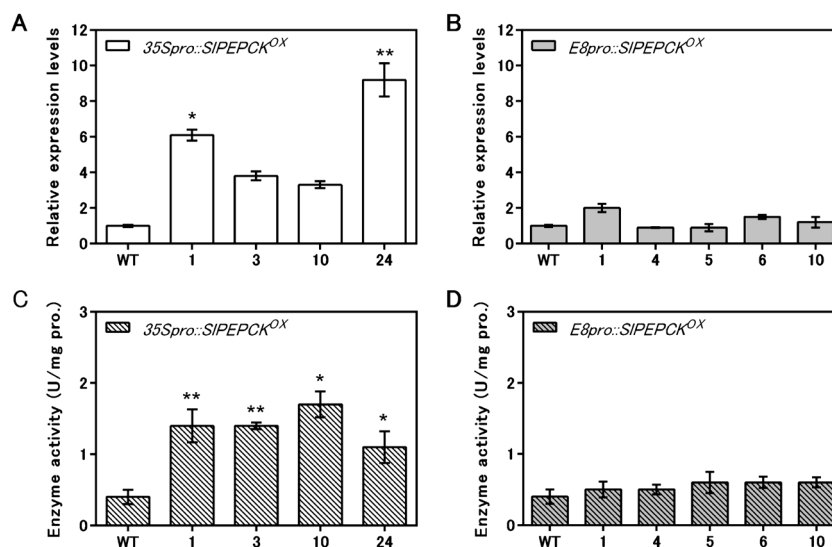 A
Relative expression levels
12
10
8
6
4
2
0
35Spro::SlPEPCK^OX
*
**
WT 1 3 10 24
B
Relative expression levels
12
10
8
6
4
2
0
E8pro::SlPEPCK^OX
WT 1 4 5 6 10
C
Enzyme activity (U/mg pro.)
3
2
1
0
35Spro::SlPEPCK^OX
** ** * *
WT 1 3 10 24
D
Enzyme activity (U/mg pro.)
3
2
1
0
E8pro::SlPEPCK^OX
WT 1 4 5 6 10